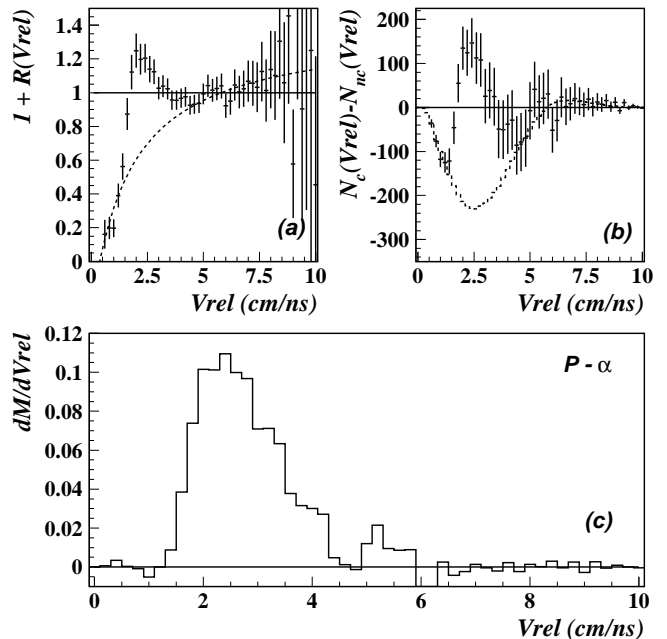 1 + R(Vrel)
1.4
1.2
1
0.8
0.6
0.4
0.2
0
0 2.5 5 7.5 10
(a)
Vrel (cm/ns)
Nc(Vrel)-Nnc(Vrel)
200
100
0
-100
-200
-300
0 2.5 5 7.5 10
(b)
Vrel (cm/ns)
dM/dVrel
0.12
0.1
0.08
0.06
0.04
0.02
0
0 2 4 6 8 10
P - α
(c)
Vrel (cm/ns)